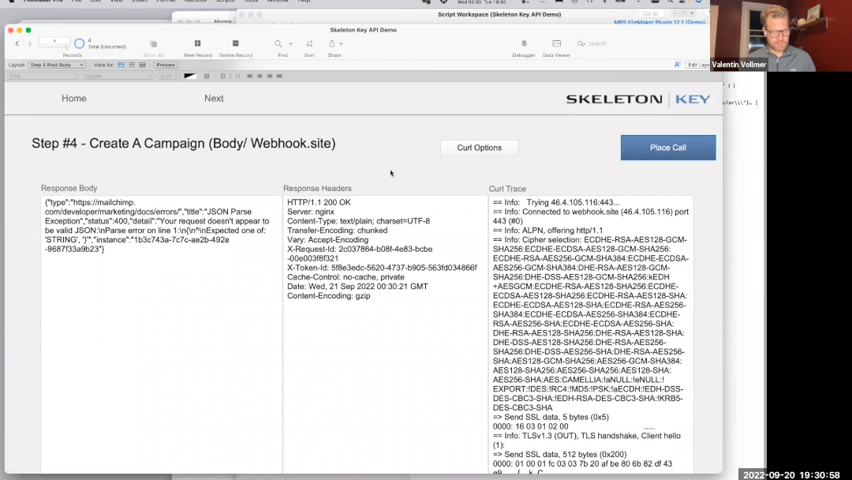 Script Workspace (Skeleton Key API Demo)
MBS FileMaker Plugin 12.1
Skeleton Key API Demo
4
Total (Unsorted)
Show All
New Record
Delete Record
Find
Sort
Share
Debugger
Data Viewer
Search
Layout:
Step 4 Post Body
View As:
Preview
Edit Layout
Valentin Vollmer
Home
Next
SKELETON | KEY
Step #4 - Create A Campaign (Body/ Webhook.site)
Curl Options
Place Call
Response Body
{"type":"https://mailchimp.
com/developer/marketing/docs/errors/","title":"JSON Parse
Exception","status":400,"detail":"Your request doesn't appear to
be valid JSON:\nParse error on line 1:\n{\n^\nExpected one of:
'STRING', '}'","instance":"1b3c743a-7c7c-ae2b-492e
-9687f33a9b23"}
Response Headers
HTTP/1.1 200 OK
Server: nginx
Content-Type: text/plain; charset=UTF-8
Transfer-Encoding: chunked
Vary: Accept-Encoding
X-Request-Id: 2c037864-b08f-4e83-bcbe
-00e003f8f321
X-Token-Id: 5f8e3edc-5620-4737-b905-563fd034866f
Cache-Control: no-cache, private
Date: Wed, 21 Sep 2022 00:30:21 GMT
Content-Encoding: gzip
Curl Trace
== Info: Trying 46.4.105.116:443...
== Info: Connected to webhook.site (46.4.105.116) port
443 (#0)
== Info: ALPN, offering http/1.1
== Info: Cipher selection: ECDHE-RSA-AES128-GCM-
SHA256:ECDHE-ECDSA-AES128-GCM-SHA256:
ECDHE-RSA-AES256-GCM-SHA384:ECDHE-ECDSA-
AES256-GCM-SHA384:DHE-RSA-AES128-GCM-
SHA256:DHE-DSS-AES128-GCM-SHA256:kEDH
+AESGCM:ECDHE-RSA-AES128-SHA256:ECDHE-
ECDSA-AES128-SHA256:ECDHE-RSA-AES128-SHA:
ECDHE-ECDSA-AES128-SHA:ECDHE-RSA-AES256-
SHA384:ECDHE-ECDSA-AES256-SHA384:ECDHE-
RSA-AES256-SHA:ECDHE-ECDSA-AES256-SHA:
DHE-RSA-AES128-SHA256:DHE-RSA-AES128-SHA:
DHE-DSS-AES128-SHA256:DHE-RSA-AES256-
SHA256:DHE-DSS-AES256-SHA:DHE-RSA-AES256-
SHA:AES128-GCM-SHA256:AES256-GCM-SHA384:
AES128-SHA256:AES256-SHA256:AES128-SHA:
AES256-SHA:AES:CAMELLIA:!aNULL:!eNULL:!
EXPORT:!DES:!RC4:!MD5:!PSK:!aECDH:!EDH-DSS-
DES-CBC3-SHA:!EDH-RSA-DES-CBC3-SHA:!KRB5-
DES-CBC3-SHA
=> Send SSL data, 5 bytes (0x5)
0000: 16 03 01 02 00 .....
== Info: TLSv1.3 (OUT), TLS handshake, Client hello
(1):
=> Send SSL data, 512 bytes (0x200)
0000: 01 00 01 fc 03 03 7b 20 af be 80 6b 82 df 43
2022-09-20 19:30:58